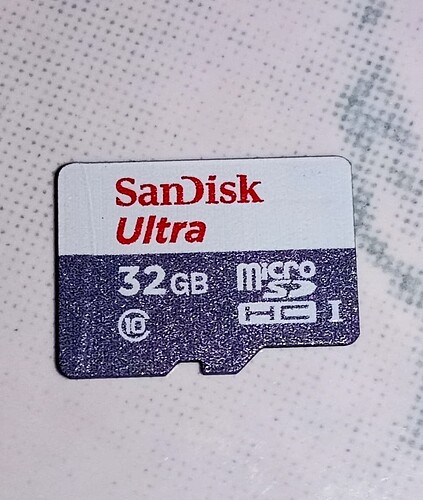 SanDisk
Ultra
32GB
micro
SD
HC I
10